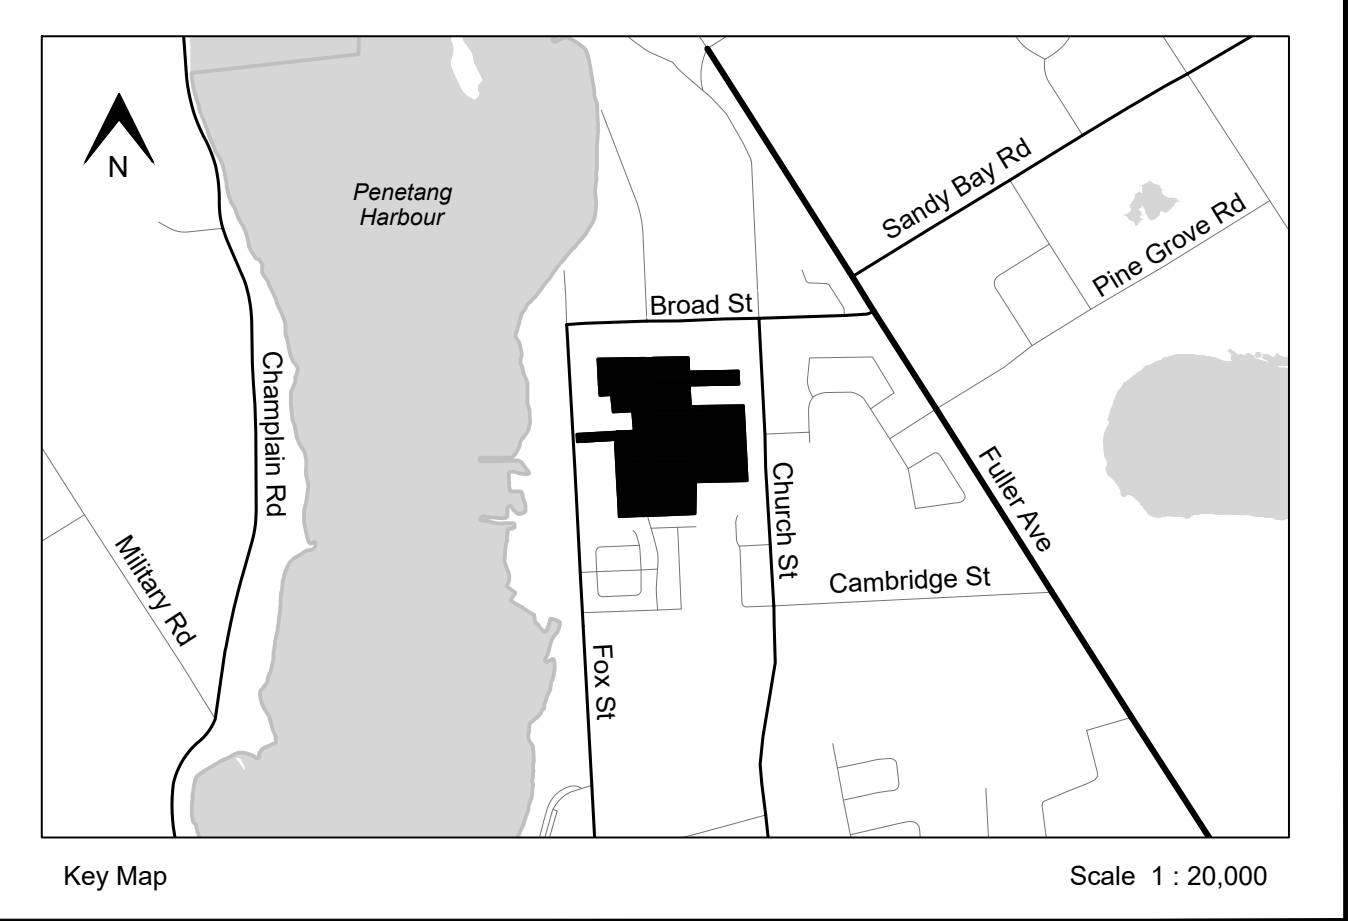 N
Penetang
Harbour
Sandy Bay Rd
Pine Grove Rd
Broad St
Champlain Rd
Church St
Fuller Ave
Military Rd
Cambridge St
Fox St
Key Map
Scale 1 : 20,000